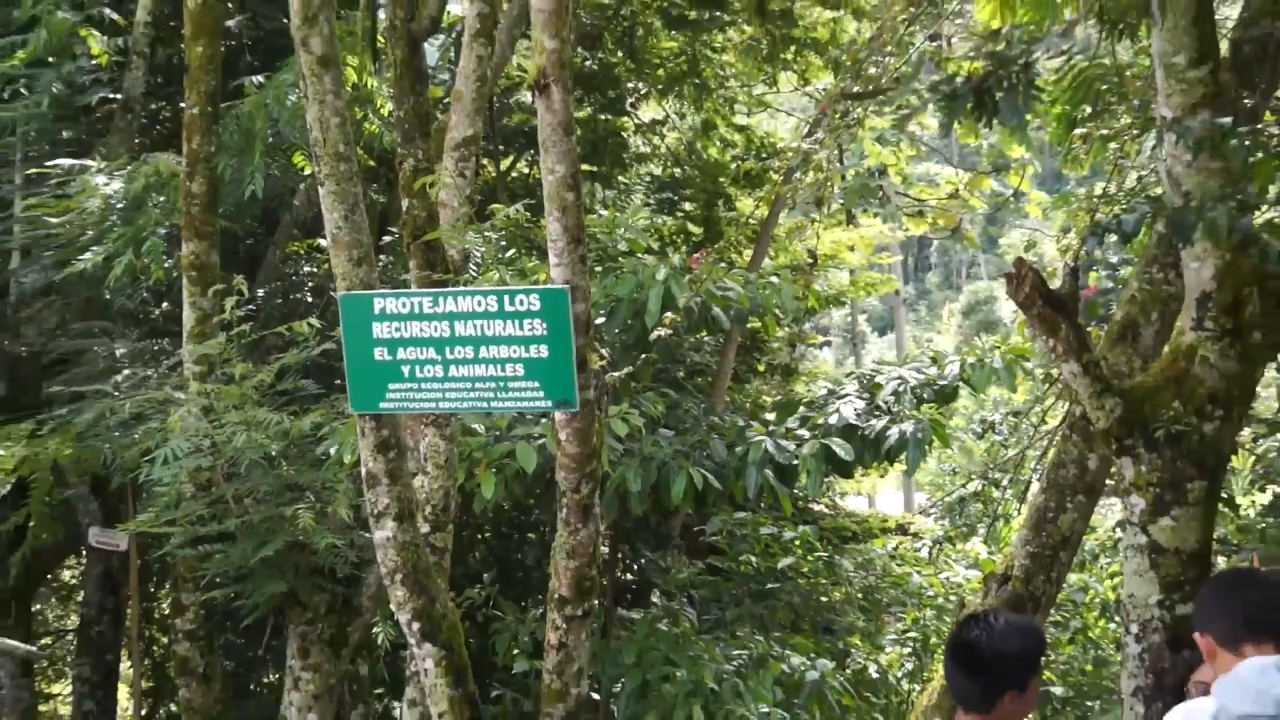 PROTEJAMOS LOS
RECURSOS NATURALES:
EL AGUA, LOS ARBOLES
Y LOS ANIMALES
GRUPO ECOLOGICO ALFA Y OMEGA
INSTITUCION EDUCATIVA LLANADAS
INSTITUCION EDUCATIVA MANZANARES